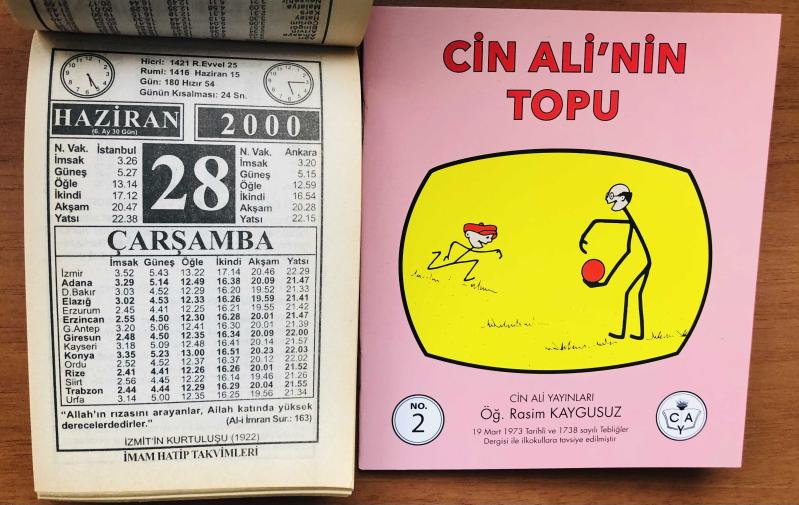 Hicri: 1421 R.Evvel 25
Rumi: 1416 Haziran 15
Gün: 180 Hızır 54
Günün Kısalması: 24 Sn.
HAZİRAN
(6. Ay 30 Gün)
2000
N. Vak. İstanbul
İmsak 3.26
Güneş 5.27
Öğle 13.14
İkindi 17.12
Akşam 20.47
Yatsı 22.38
28
N. Vak. Ankara
İmsak 3.20
Güneş 5.15
Öğle 12.59
İkindi 16.54
Akşam 20.28
Yatsı 22.15
ÇARŞAMBA
İmsak Güneş Öğle İkindi Akşam Yatsı
İzmir 3.52 5.43 13.22 17.14 20.46 22.29
Adana 3.29 5.14 12.49 16.38 20.09 21.47
D.Bakır 3.03 4.52 12.29 16.20 19.52 21.33
Elazığ 3.02 4.53 12.33 16.26 19.59 21.41
Erzurum 2.45 4.41 12.25 16.21 19.55 21.42
Erzincan 2.55 4.50 12.30 16.28 20.01 21.47
G.Antep 3.20 5.06 12.41 16.30 20.01 21.39
Giresun 2.48 4.50 12.35 16.34 20.09 22.00
Kayseri 3.18 5.09 12.48 16.41 20.14 21.57
Konya 3.35 5.23 13.00 16.51 20.23 22.03
Ordu 2.52 4.52 12.37 16.37 20.12 22.02
Rize 2.41 4.41 12.26 16.26 20.01 21.52
Siirt 2.56 4.45 12.22 16.14 19.46 21.26
Trabzon 2.44 4.44 12.29 16.29 20.04 21.55
Urfa 3.14 5.00 12.35 16.25 19.56 21.34
"Allah'ın rızasını arayanlar, Allah katında yüksek
derecelerdedirler." (Al-i İmran Sur.: 163)
İZMİT'İN KURTULUŞU (1922)
İMAM HATİP TAKVİMLERİ
CİN ALİ'NİN
TOPU
CİN ALİ YAYINLARI
Öğ. Rasim KAYGUSUZ
19 Mart 1973 Tarihli ve 1738 sayılı Tebliğler
Dergisi ile ilkokullara tavsiye edilmiştir
NO.
2
C A
Y